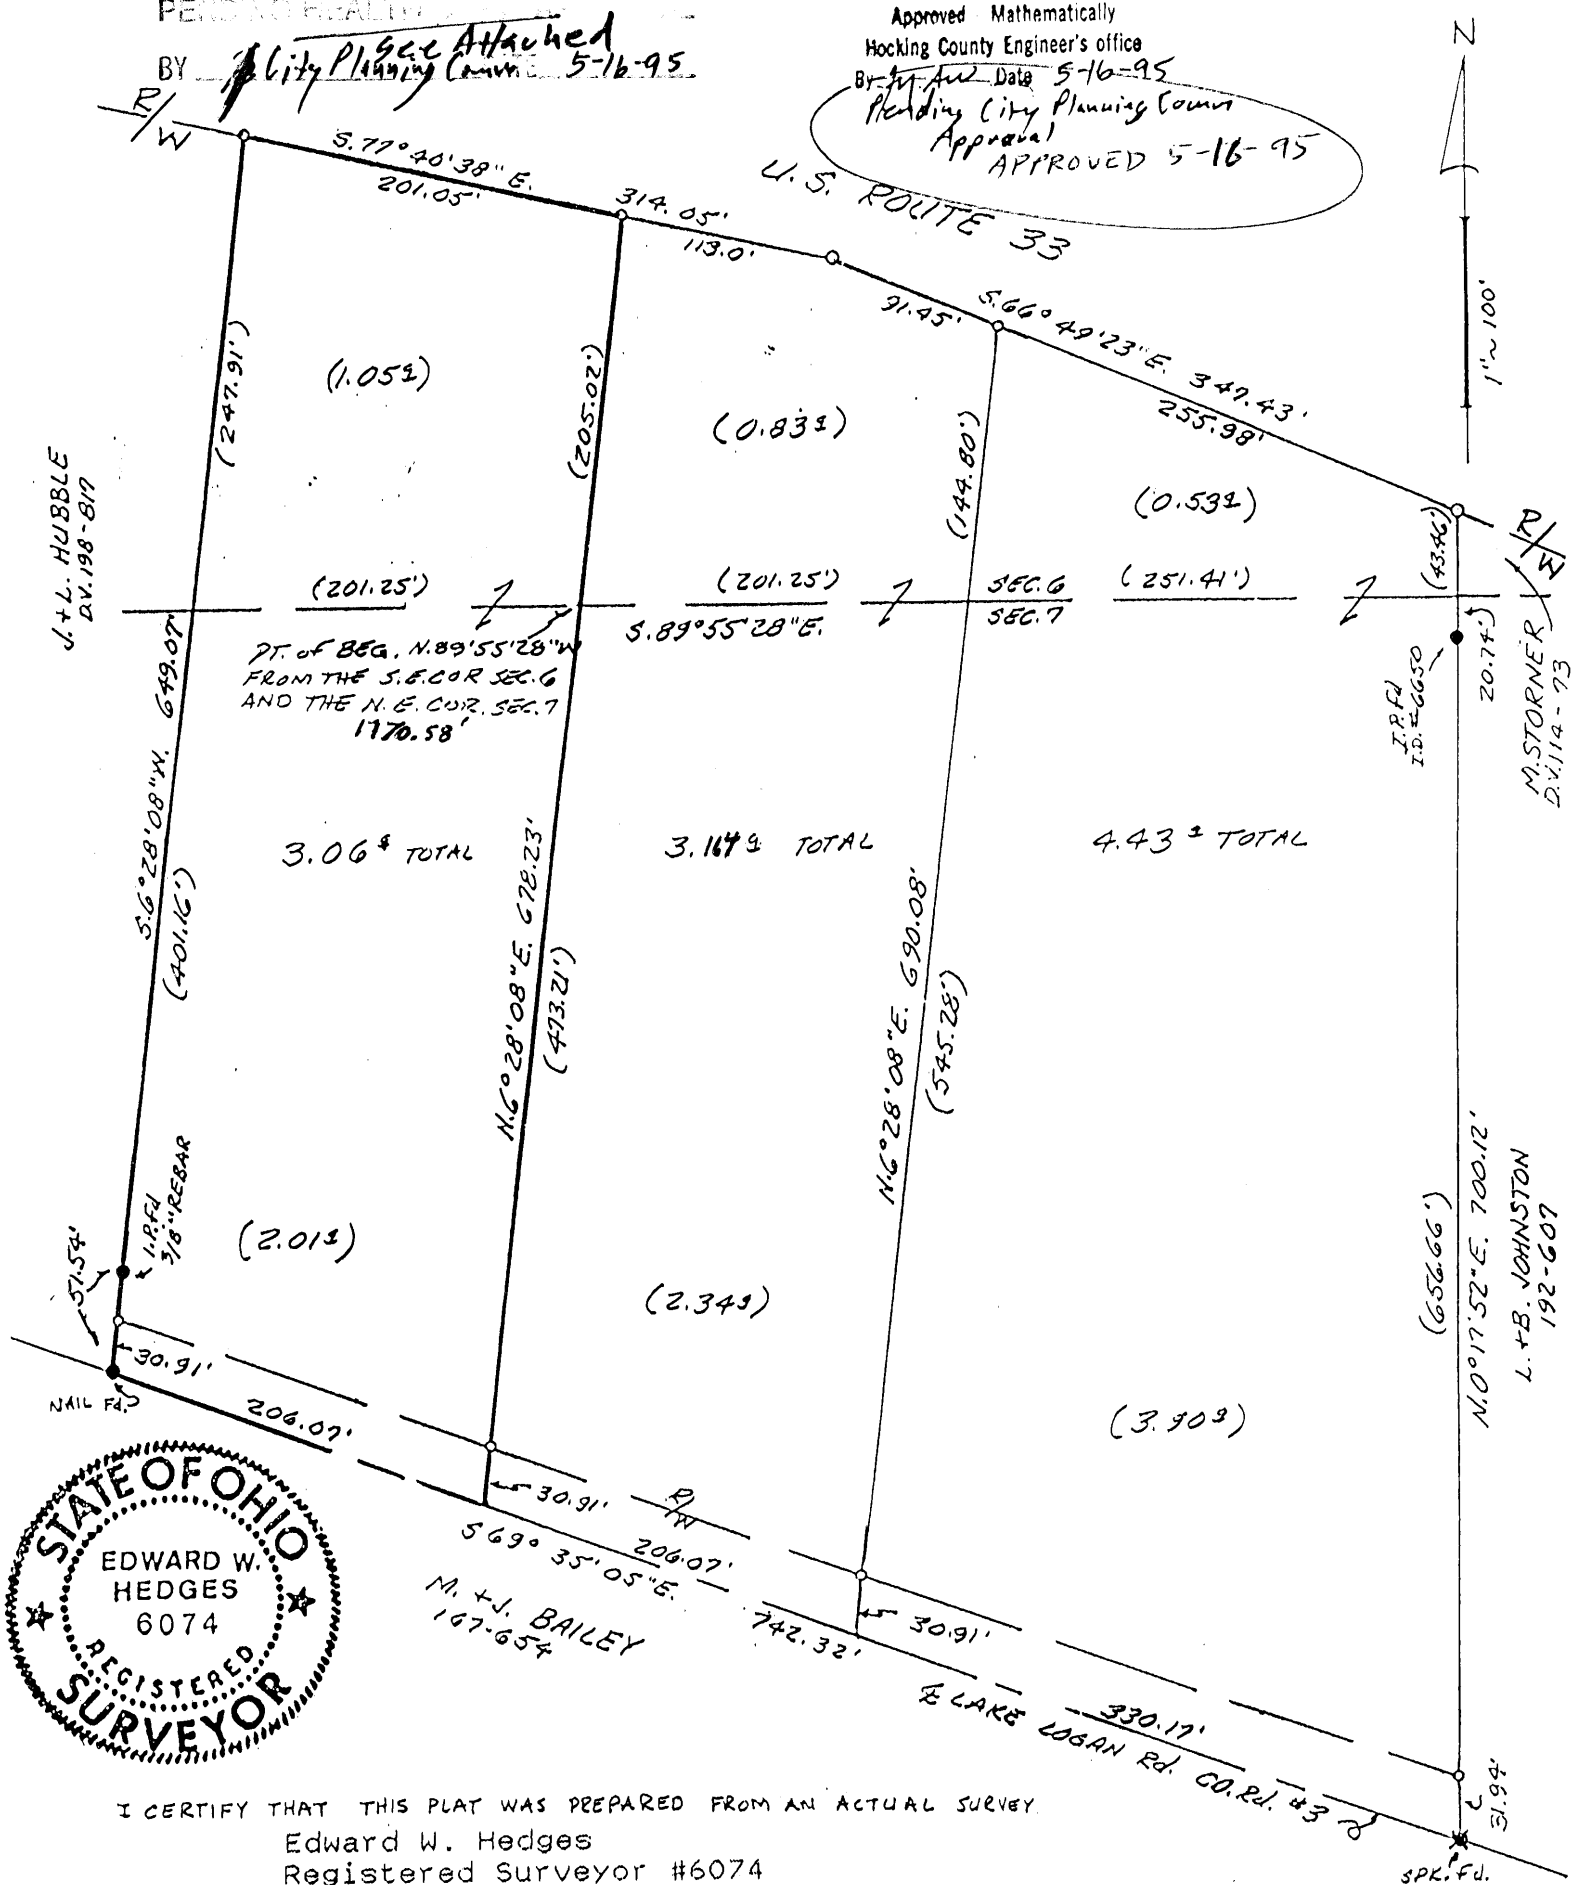 PENDING HEALTH
BY City Planning Comm 5-16-95
See Attached
Approved Mathematically
Hocking County Engineer's office
By Date 5-16-95
Pending City Planning Comm
Approval
APPROVED 5-16-95
N
R/W
S.77°40'38"E.
201.05'
314.05'
113.0'
U.S. ROUTE 33
91.45'
S.66°49'23"E. 347.43'
255.98'
1"~100'
(247.91')
(1.05±)
(205.02')
(0.83±)
(144.80')
(0.53±)
(43.46')
R/W
J.+L. HUBBLE
D.V.198-817
(201.25')
(201.25')
SEC.6
(251.41')
SEC.7
S.89°55'28"E.
PT. of BEG. N.89°55'28"W
FROM THE S.E.COR SEC.6
AND THE N.E. COR. SEC.7
1170.58'
I.P.Fd
I.D.#6650
20.74'
M.STORNER
D.V.114-73
S.6°28'08"W. 649.07'
(401.16')
3.06± TOTAL
N.6°28'08"E. 678.23'
(473.21')
3.164± TOTAL
N.6°28'08"E. 690.08'
(545.28')
4.43± TOTAL
N.0°17'52"E. 700.12'
(656.66')
L.+B. JOHNSTON
192-607
51.54'
I.P.Fd
3/8" REBAR
(2.01±)
(2.34±)
(3.90±)
30.91'
NAIL Fd.
206.07'
30.91'
R/W
S69°35'05"E.
206.07'
M.+J. BAILEY
167-654
742.32'
30.91'
℄ LAKE LOGAN Rd. CO.Rd. #3
330.17'
31.94'
SPK. Fd.
STATE OF OHIO
EDWARD W.
HEDGES
6074
REGISTERED
SURVEYOR
I CERTIFY THAT THIS PLAT WAS PREPARED FROM AN ACTUAL SURVEY
Edward W. Hedges
Registered Surveyor #6074